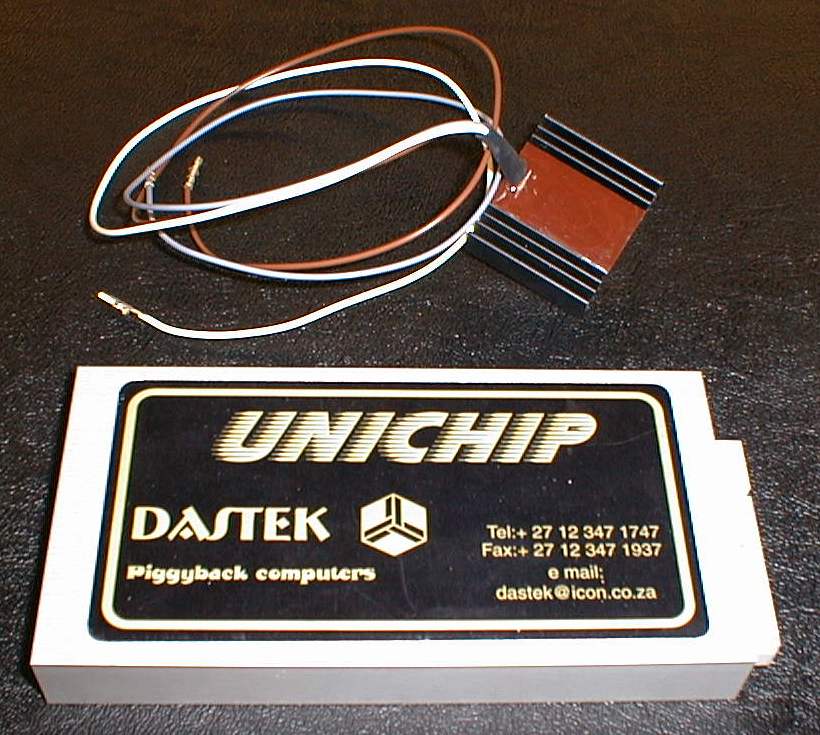 UNICHIP
DASTEK
Piggyback computers
Tel:+ 27 12 347 1747
Fax:+ 27 12 347 1937
e mail:
dastek@icon.co.za